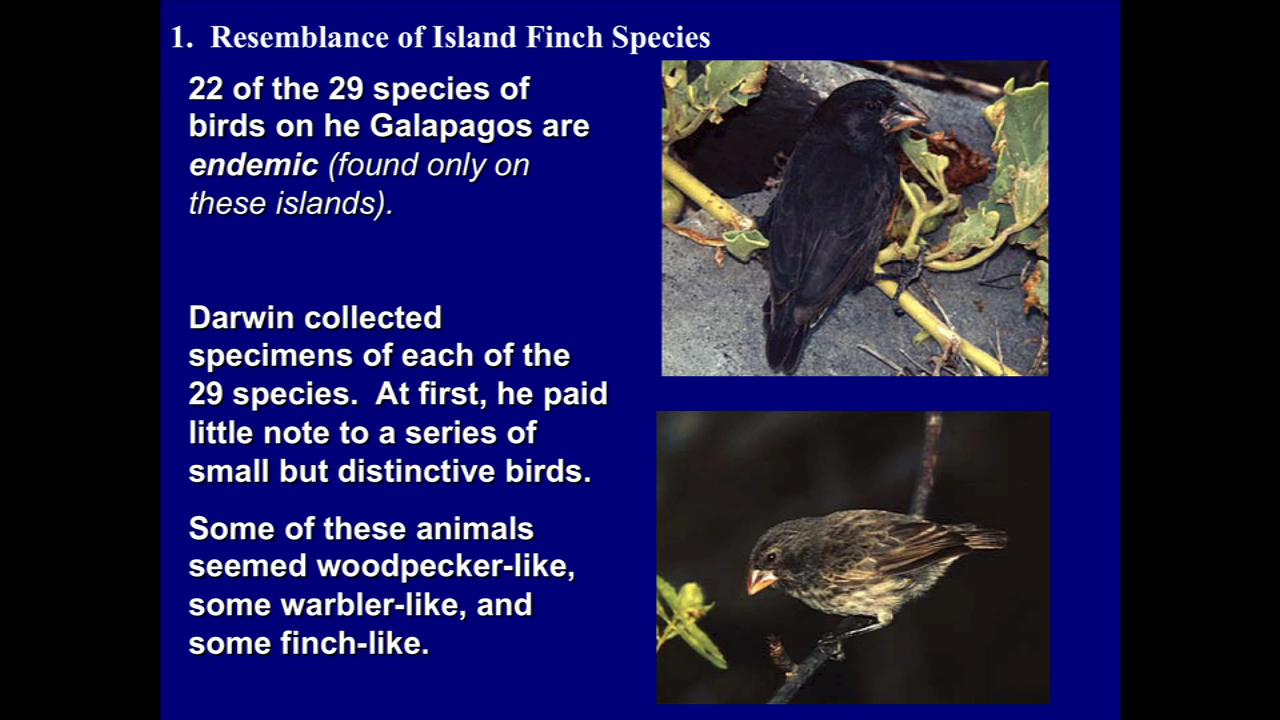 1. Resemblance of Island Finch Species
22 of the 29 species of
birds on he Galapagos are
endemic (found only on
these islands).
Darwin collected
specimens of each of the
29 species. At first, he paid
little note to a series of
small but distinctive birds.
Some of these animals
seemed woodpecker-like,
some warbler-like, and
some finch-like.